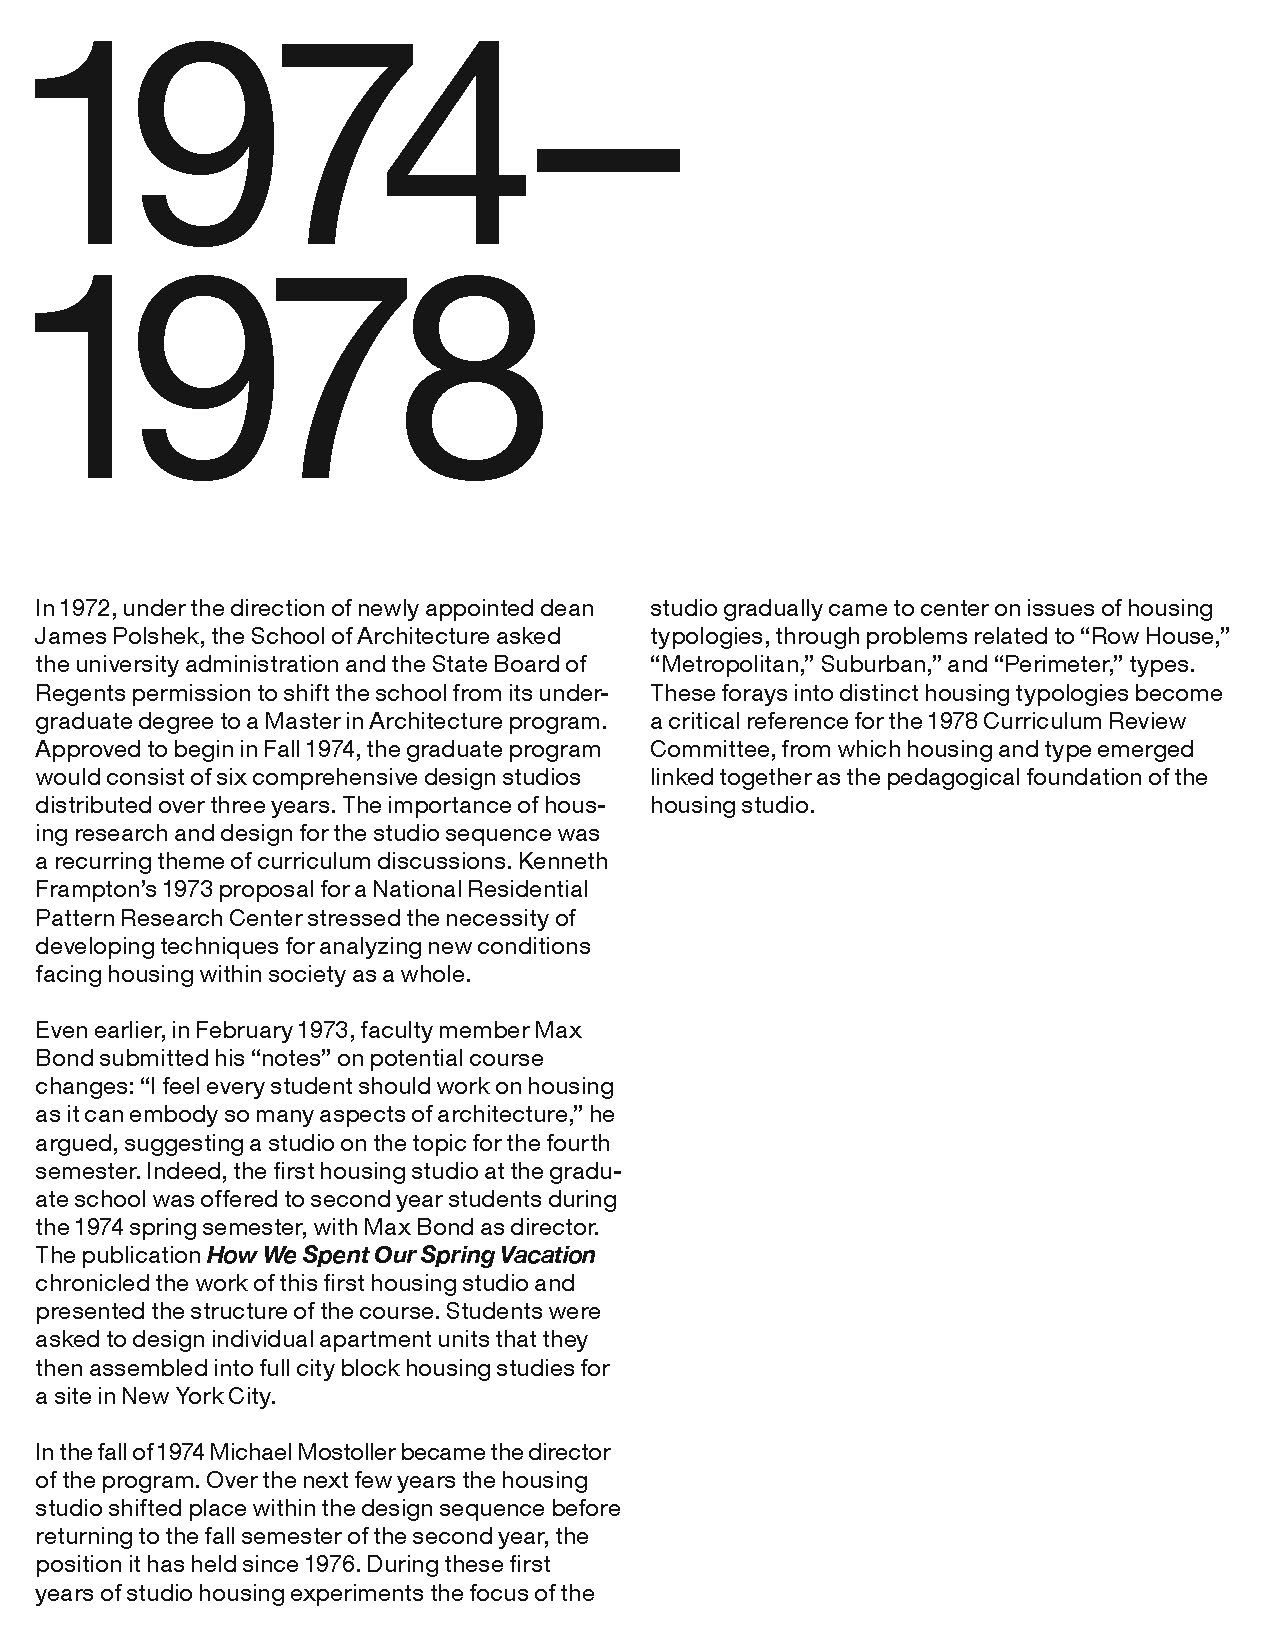 1974–
1978
In 1972, under the direction of newly appointed dean
James Polshek, the School of Architecture asked
the university administration and the State Board of
Regents permission to shift the school from its under-
graduate degree to a Master in Architecture program.
Approved to begin in Fall 1974, the graduate program
would consist of six comprehensive design studios
distributed over three years. The importance of hous-
ing research and design for the studio sequence was
a recurring theme of curriculum discussions. Kenneth
Frampton’s 1973 proposal for a National Residential
Pattern Research Center stressed the necessity of
developing techniques for analyzing new conditions
facing housing within society as a whole.
Even earlier, in February 1973, faculty member Max
Bond submitted his “notes” on potential course
changes: “I feel every student should work on housing
as it can embody so many aspects of architecture,” he
argued, suggesting a studio on the topic for the fourth
semester. Indeed, the first housing studio at the gradu-
ate school was offered to second year students during
the 1974 spring semester, with Max Bond as director.
The publication How We Spent Our Spring Vacation
chronicled the work of this first housing studio and
presented the structure of the course. Students were
asked to design individual apartment units that they
then assembled into full city block housing studies for
a site in New York City.
In the fall of 1974 Michael Mostoller became the director
of the program. Over the next few years the housing
studio shifted place within the design sequence before
returning to the fall semester of the second year, the
position it has held since 1976. During these first
years of studio housing experiments the focus of the
studio gradually came to center on issues of housing
typologies, through problems related to “Row House,”
“Metropolitan,” Suburban,” and “Perimeter,” types.
These forays into distinct housing typologies become
a critical reference for the 1978 Curriculum Review
Committee, from which housing and type emerged
linked together as the pedagogical foundation of the
housing studio.